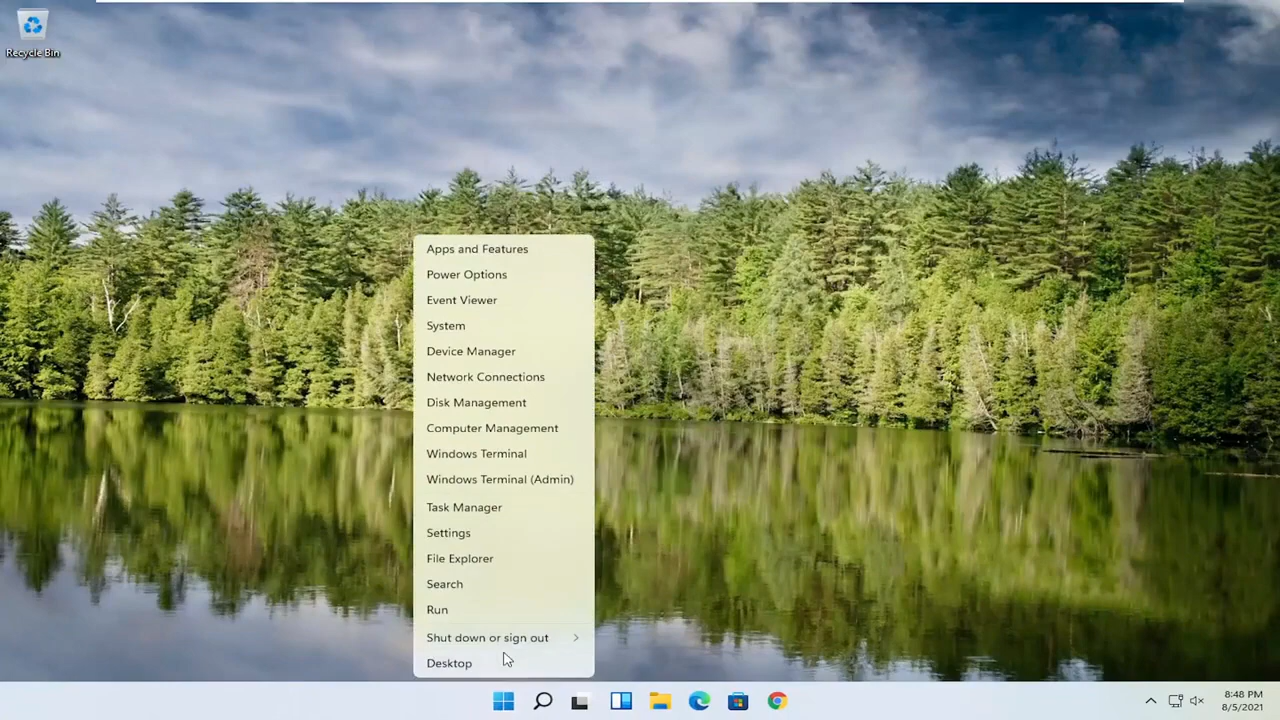 Recycle Bin
Apps and Features
Power Options
Event Viewer
System
Device Manager
Network Connections
Disk Management
Computer Management
Windows Terminal
Windows Terminal (Admin)
Task Manager
Settings
File Explorer
Search
Run
Shut down or sign out
Desktop
8:48 PM
8/5/2021